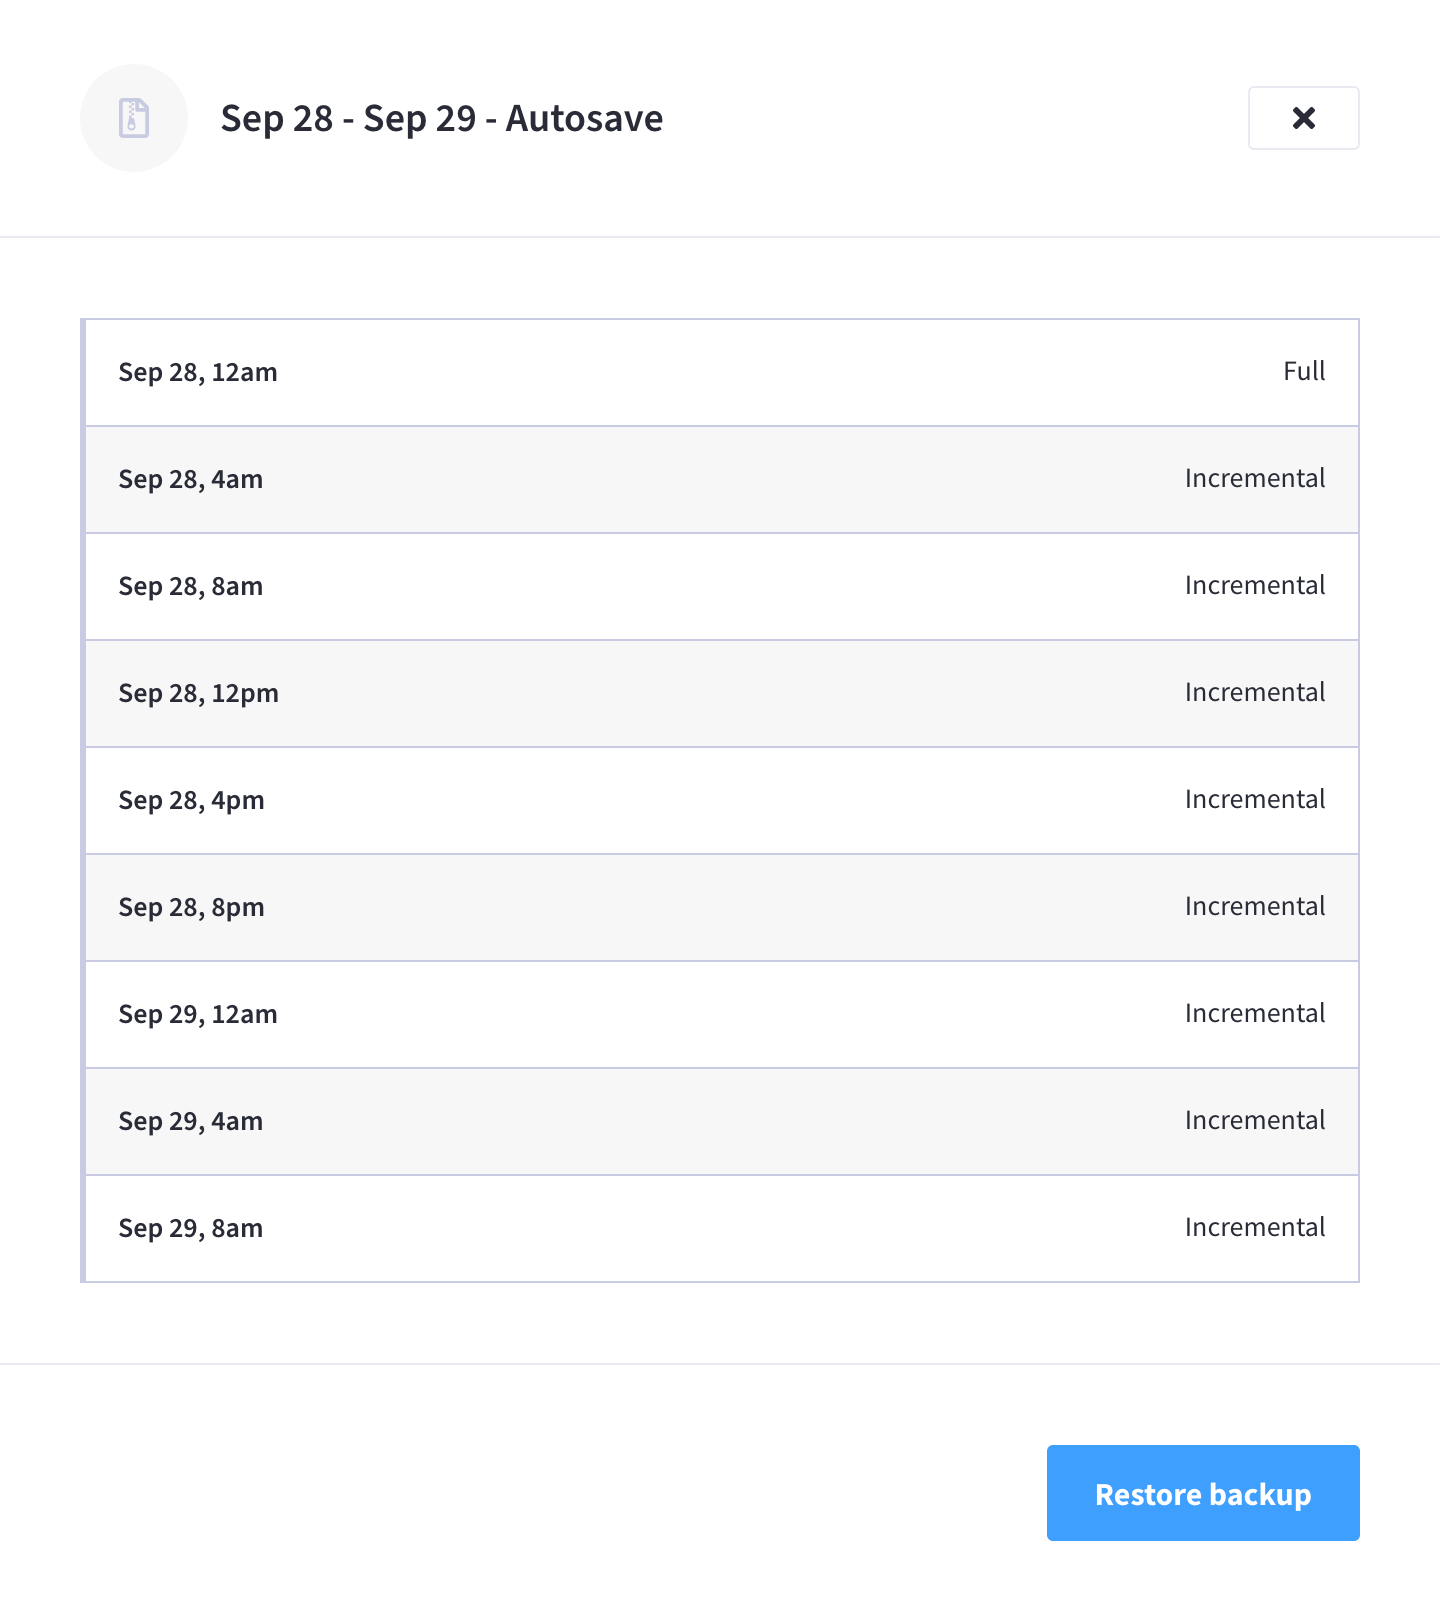 Sep 28 - Sep 29 - Autosave
Sep 28, 12am Full
Sep 28, 4am Incremental
Sep 28, 8am Incremental
Sep 28, 12pm Incremental
Sep 28, 4pm Incremental
Sep 28, 8pm Incremental
Sep 29, 12am Incremental
Sep 29, 4am Incremental
Sep 29, 8am Incremental
Restore backup